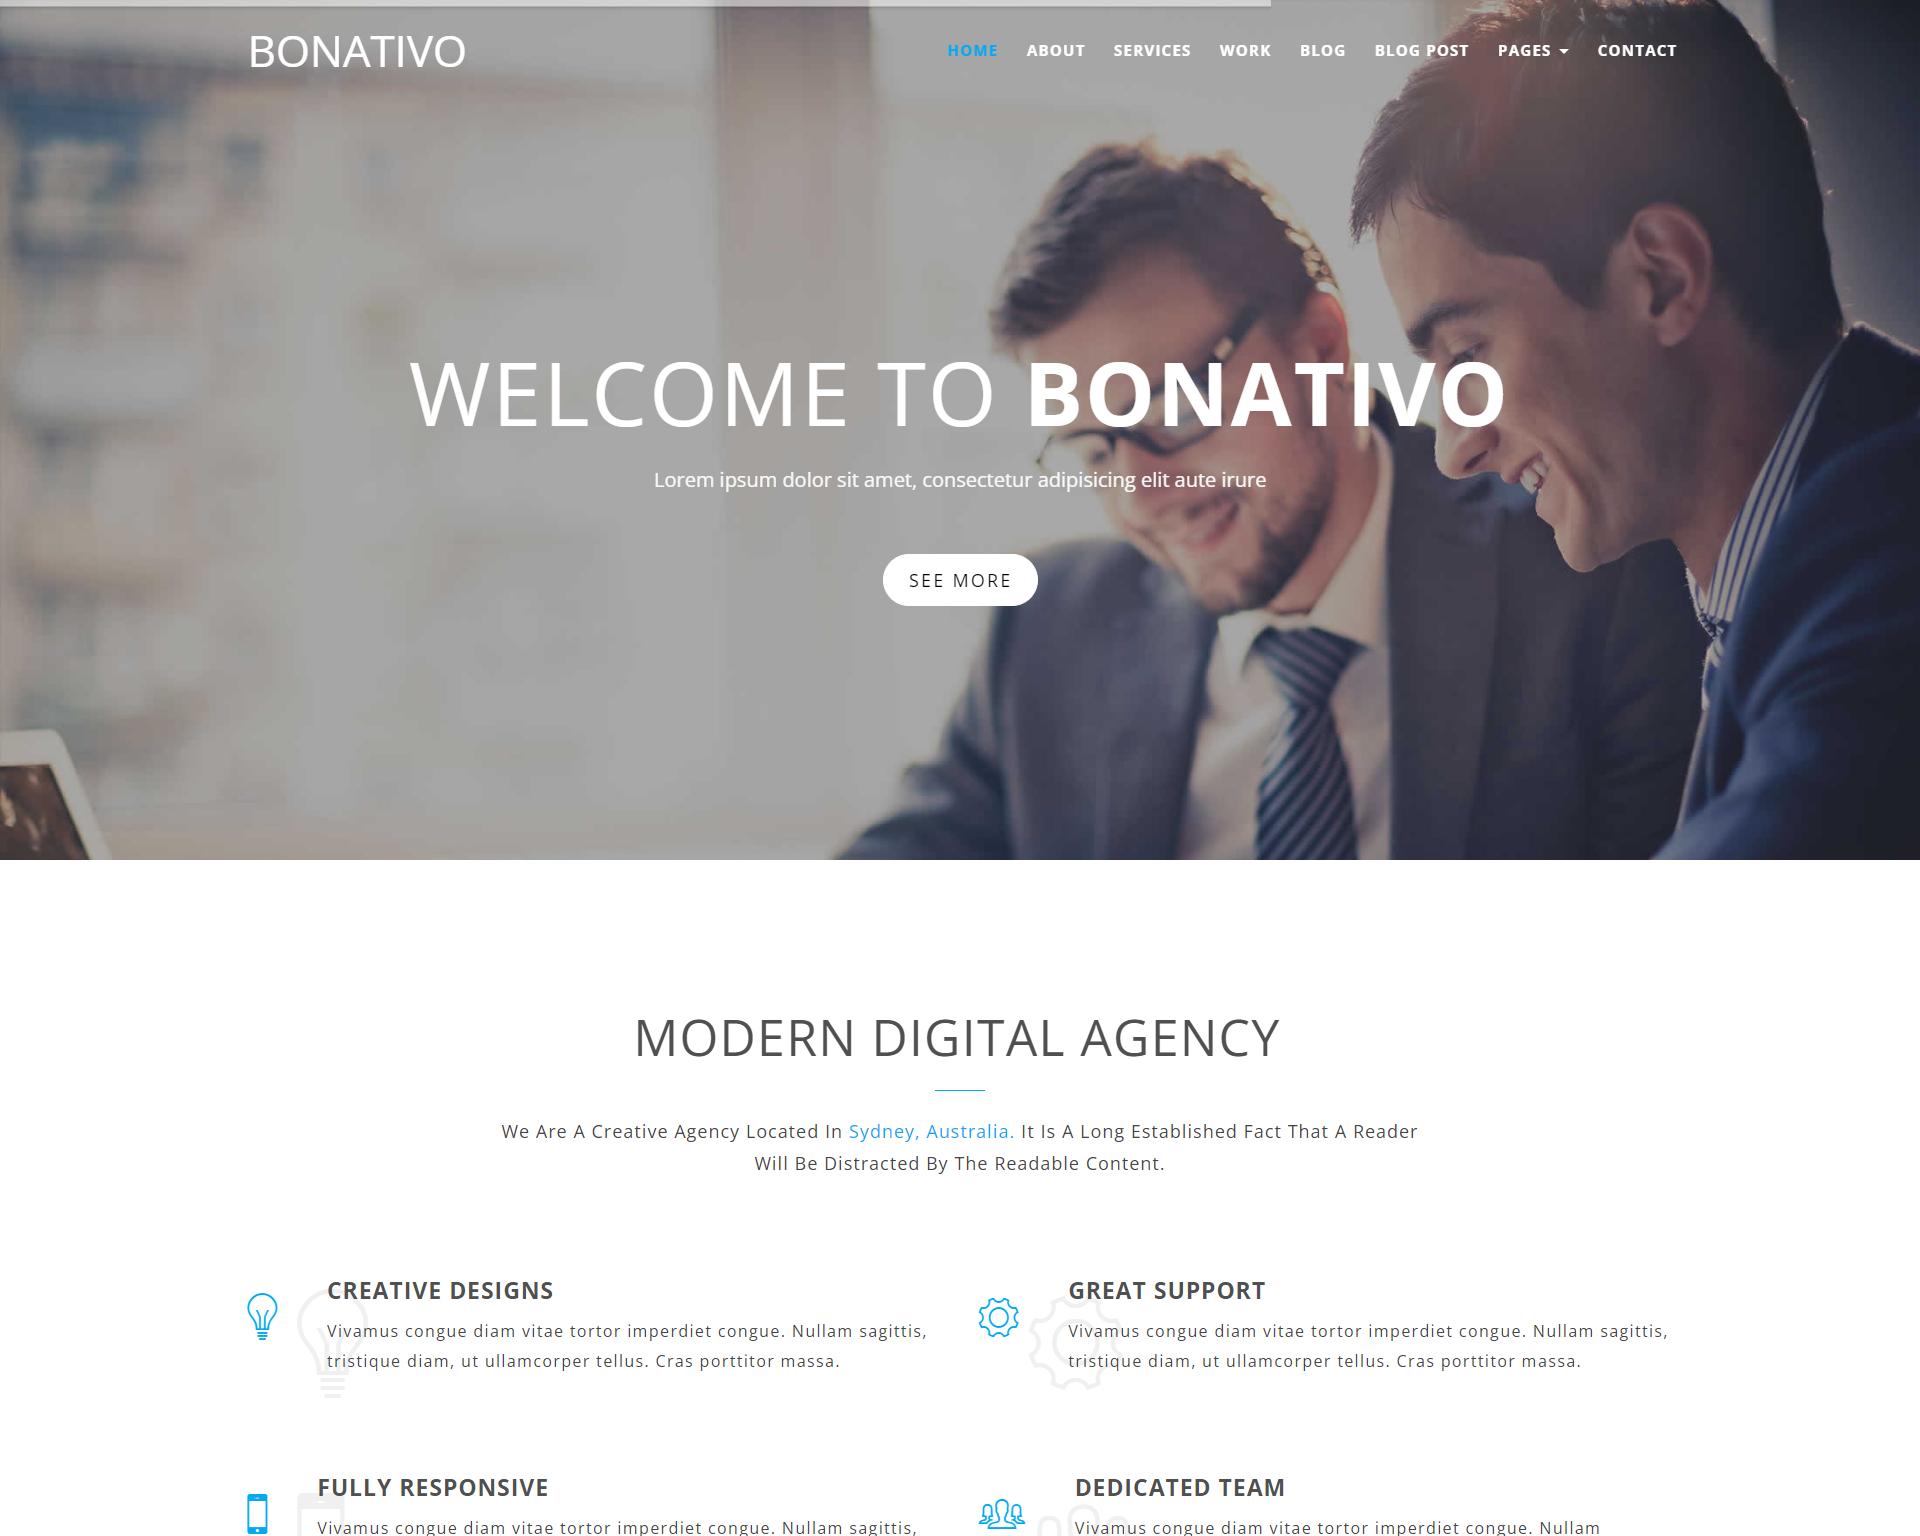 BONATIVO
HOME ABOUT SERVICES WORK BLOG BLOG POST PAGES CONTACT
WELCOME TO BONATIVO
Lorem ipsum dolor sit amet, consectetur adipisicing elit aute irure
SEE MORE
MODERN DIGITAL AGENCY
We Are A Creative Agency Located In Sydney, Australia. It Is A Long Established Fact That A Reader
Will Be Distracted By The Readable Content.
CREATIVE DESIGNS
Vivamus congue diam vitae tortor imperdiet congue. Nullam sagittis,
tristique diam, ut ullamcorper tellus. Cras porttitor massa.
GREAT SUPPORT
Vivamus congue diam vitae tortor imperdiet congue. Nullam sagittis,
tristique diam, ut ullamcorper tellus. Cras porttitor massa.
FULLY RESPONSIVE
Vivamus congue diam vitae tortor imperdiet congue. Nullam sagittis,
DEDICATED TEAM
Vivamus congue diam vitae tortor imperdiet congue. Nullam